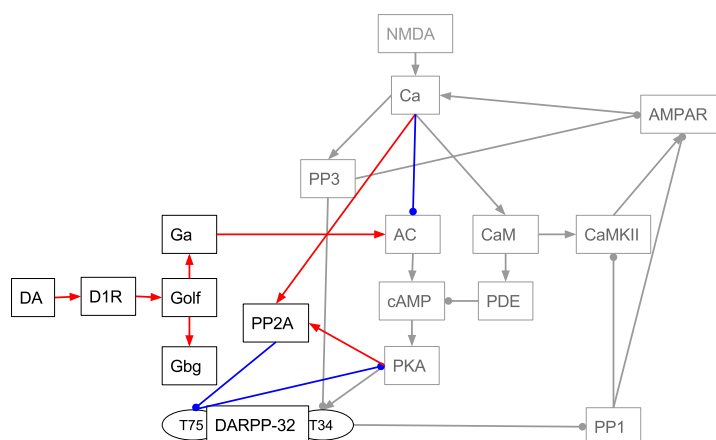 NMDA
Ca
AMPAR
PP3
Ga
AC
CaM
CaMKII
DA
D1R
Golf
cAMP
PDE
PP2A
Gbg
PKA
T75
DARPP-32
T34
PP1